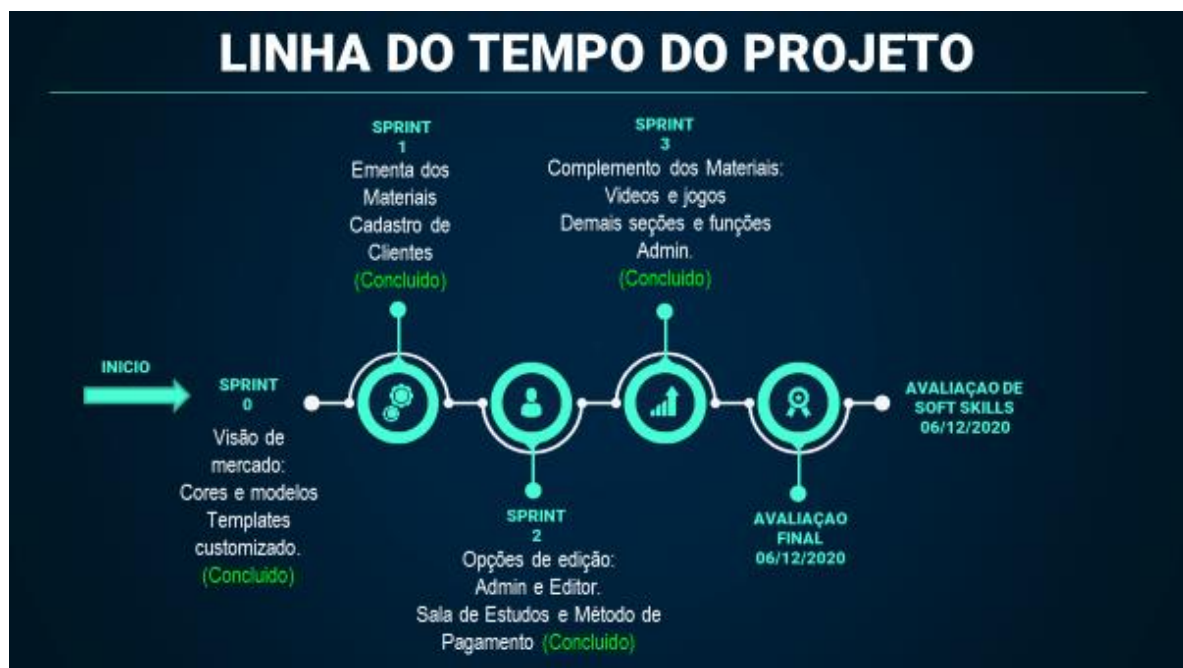 LINHA DO TEMPO DO PROJETO
INICIO
SPRINT
0
Visão de
mercado:
Cores e modelos
Templates
customizado.
(Concluido)
SPRINT
1
Ementa dos
Materiais
Cadastro de
Clientes
(Concluido)
SPRINT
2
Opções de edição:
Admin e Editor.
Sala de Estudos e Método de
Pagamento (Concluido)
SPRINT
3
Complemento dos Materiais:
Videos e jogos
Demais seções e funções
Admin.
(Concluido)
AVALIAÇAO
FINAL
06/12/2020
AVALIAÇAO DE
SOFT SKILLS
06/12/2020